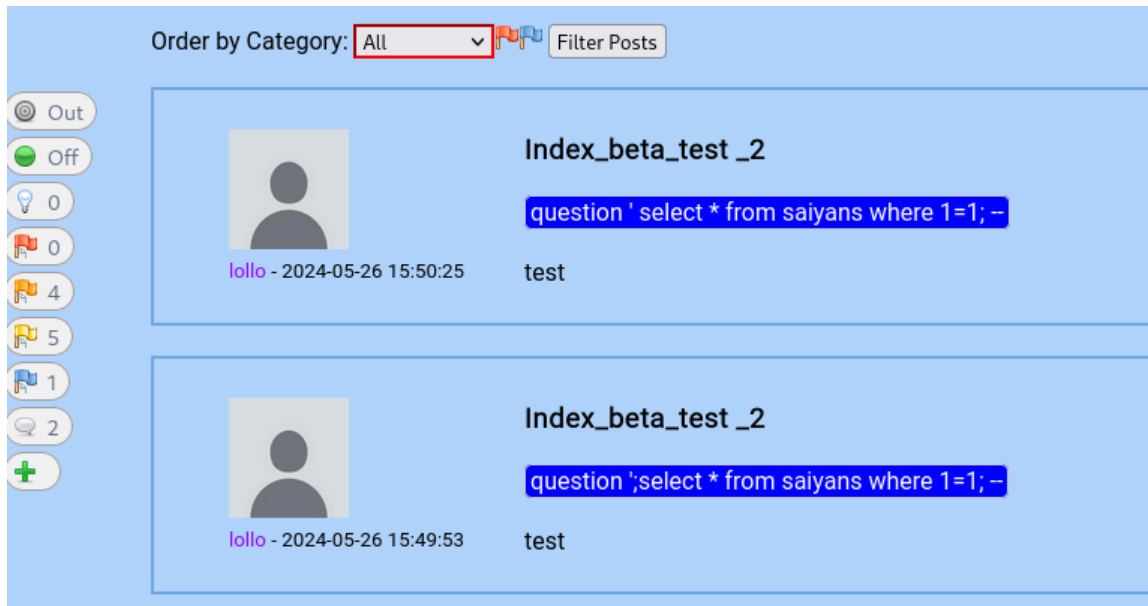 Order by Category: All Filter Posts
Out
Off
0
0
4
5
1
2
Index_beta_test _2
question ' select * from saiyans where 1=1; --
lollo - 2024-05-26 15:50:25
test
Index_beta_test _2
question ';select * from saiyans where 1=1; --
lollo - 2024-05-26 15:49:53
test